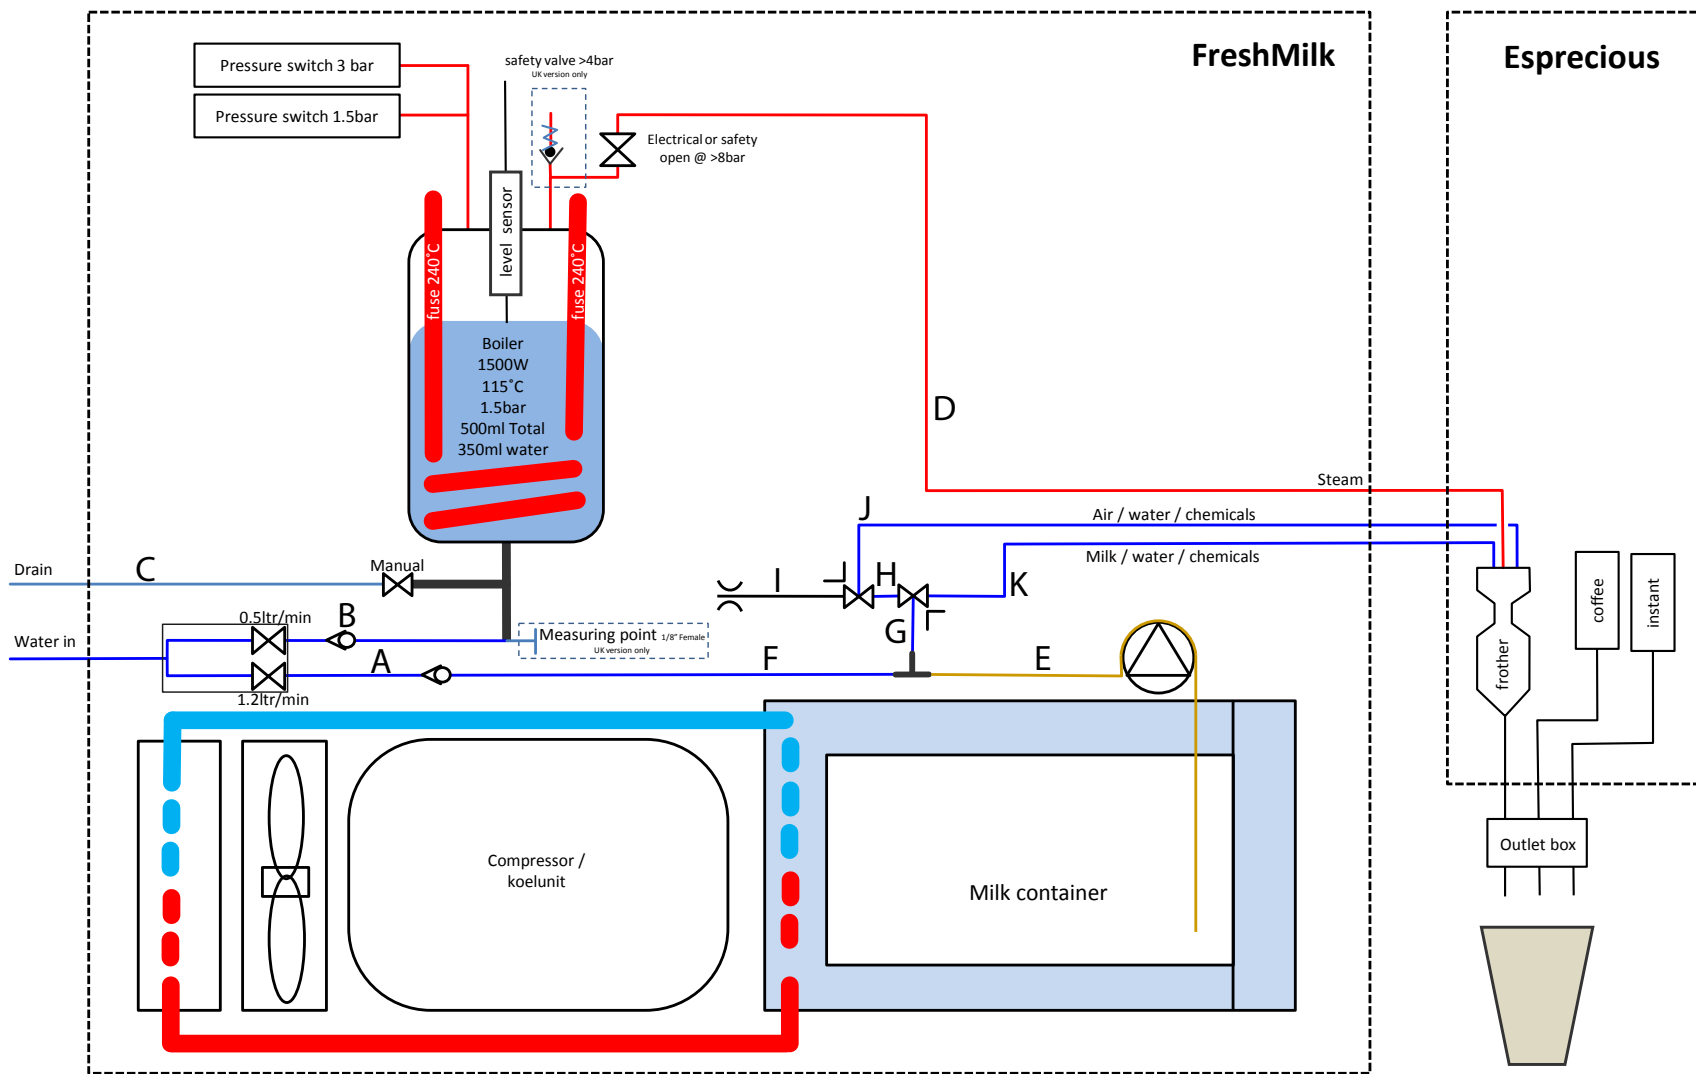 FreshMilk
Esprecious
Pressure switch 3 bar
Pressure switch 1.5bar
safety valve >4bar
UK version only
Electrical or safety
open @ >8bar
level sensor
fuse 240°C
fuse 240°C
Boiler
1500W
115°C
1.5bar
500ml Total
350ml water
D
Steam
J
Air / water / chemicals
Milk / water / chemicals
Drain
C
Manual
I
H
K
coffee
instant
0.5ltr/min
B
Water in
Measuring point 1/8" Female
UK version only
G
A
F
E
frother
1.2ltr/min
Compressor /
koelunit
Milk container
Outlet box